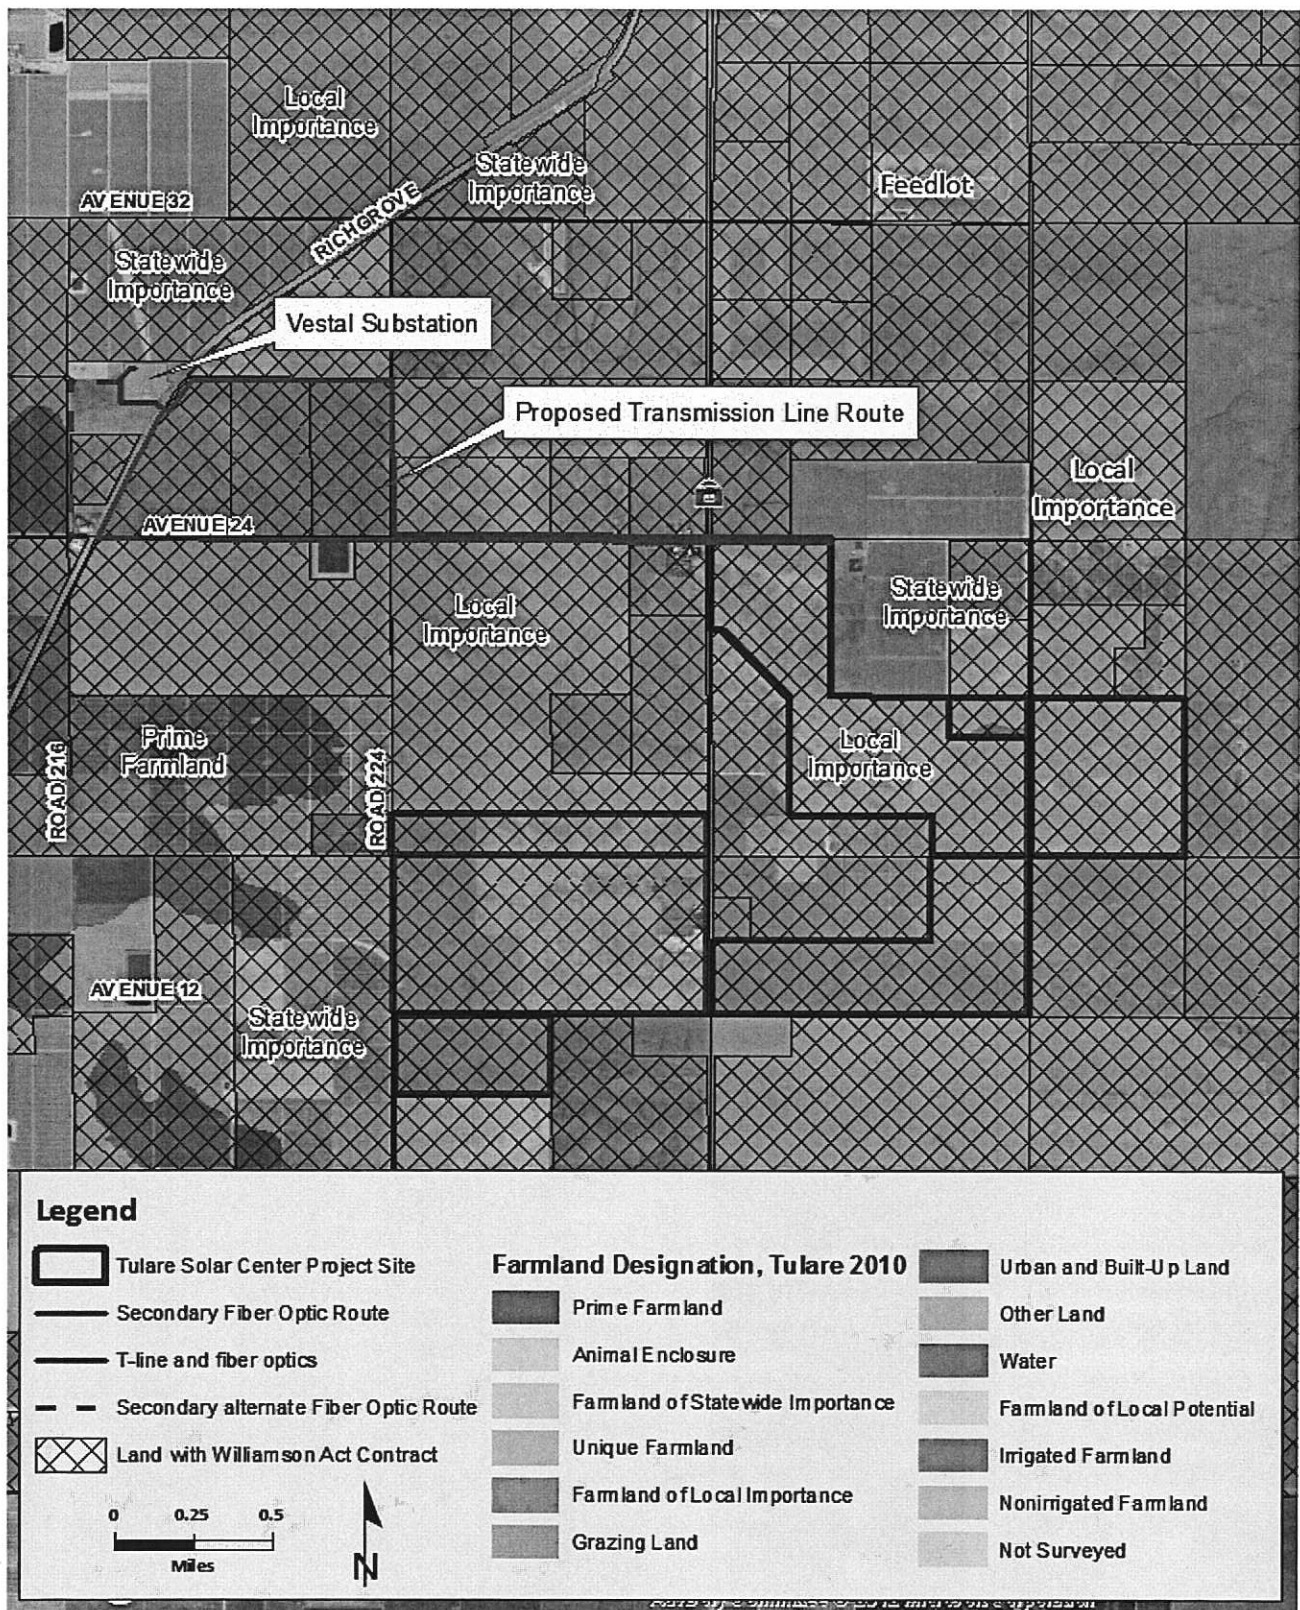 Local
Importance
Statewide
Importance
Feedlot
AVENUE 32
RICHGROVE
Statewide
Importance
Vestal Substation
Proposed Transmission Line Route
Local
Importance
AVENUE 24
Statewide
Importance
Local
Importance
Prime
Farmland
Local
Importance
ROAD 216
ROAD 224
AVENUE 12
Statewide
Importance
Legend
Tulare Solar Center Project Site
Secondary Fiber Optic Route
T-line and fiber optics
Secondary alternate Fiber Optic Route
Land with Williamson Act Contract
0 0.25 0.5
Miles
N
Farmland Designation, Tulare 2010
Prime Farmland
Animal Enclosure
Farmland of Statewide Importance
Unique Farmland
Farmland of Local Importance
Grazing Land
Urban and Built-Up Land
Other Land
Water
Farmland of Local Potential
Irrigated Farmland
Nonirrigated Farmland
Not Surveyed